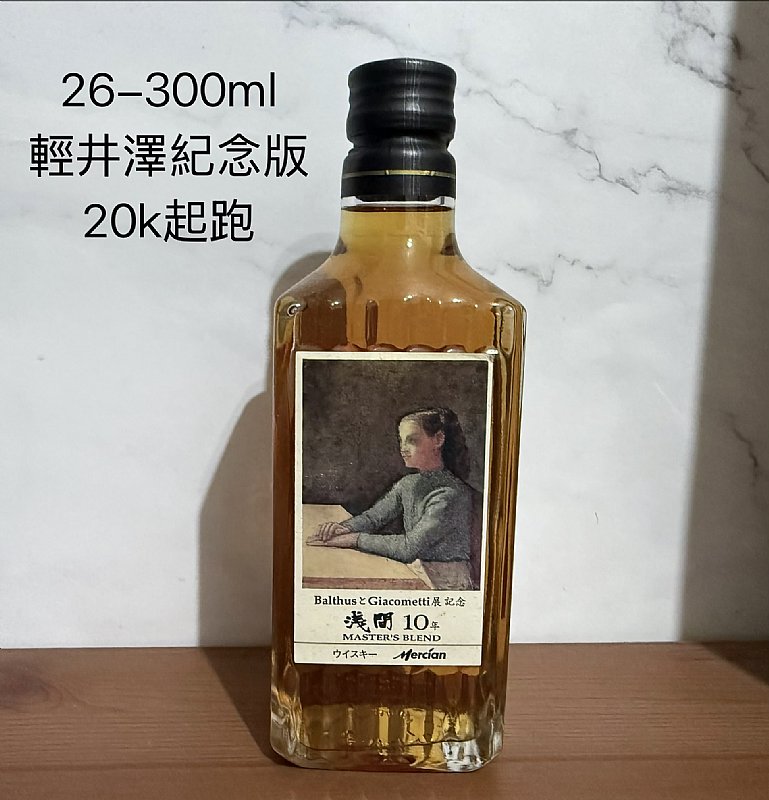 26-300ml
輕井澤紀念版
20k起跑
BalthusとGiacometti展 記念
浅間 10年
MASTER'S BLEND
ウイスキー Mercian